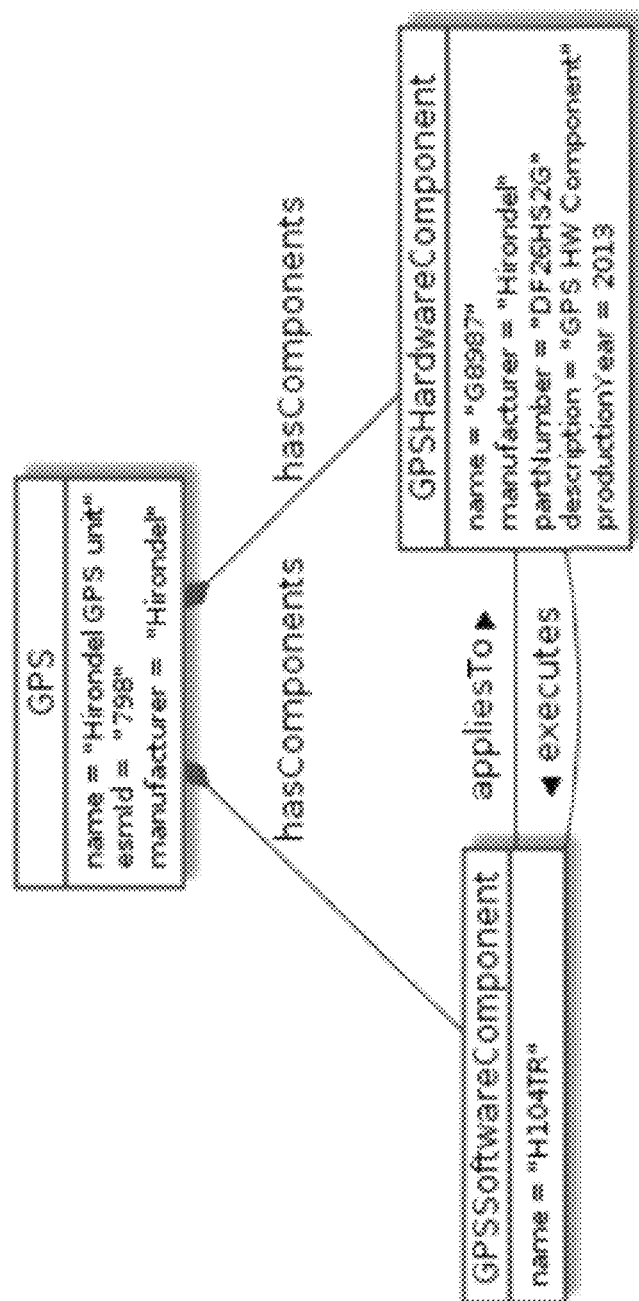 GPS
name = "Hirondel GPS unit"
esmId = "798"
manufacturer = "Hirondel"
hasComponents
hasComponents
GPSSoftwareComponent
name = "H104TR"
appliesTo ▶
◀ executes
GPSHardwareComponent
name = "G8987"
manufacturer = "Hirondel"
partNumber = "DF26HS2G"
description = "GPS HW Component"
productionYear = 2013